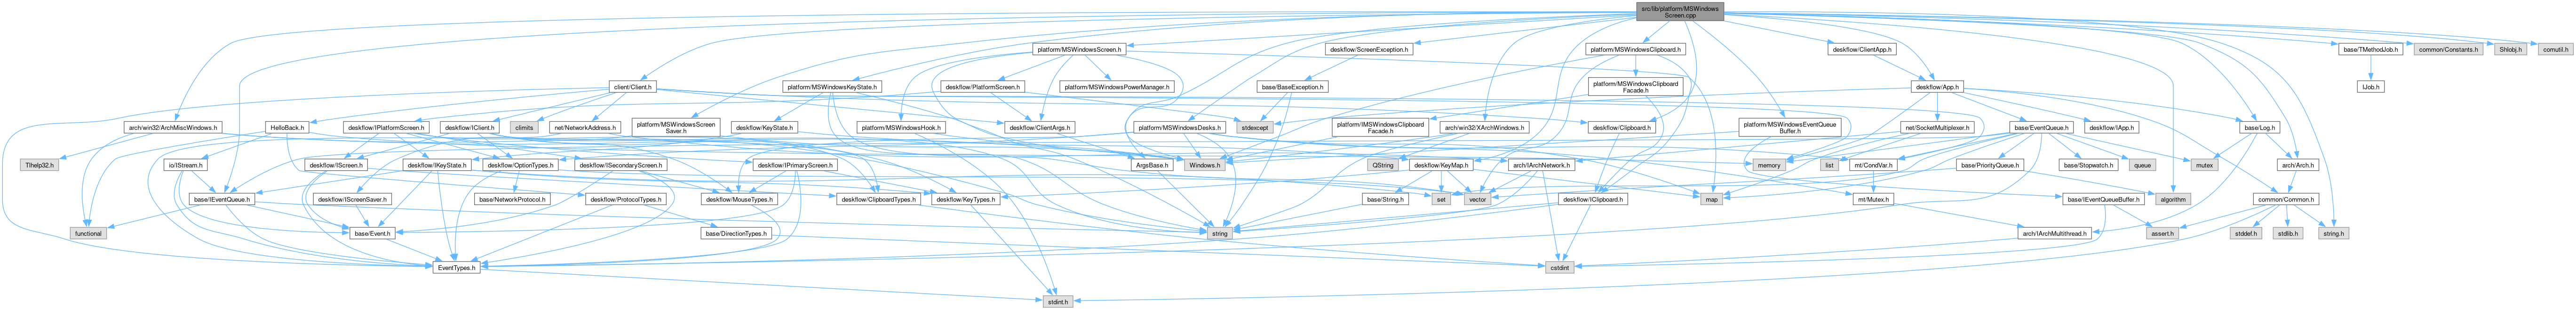 src/lib/platform/MSWindows
Screen.cpp
platform/MSWindowsScreen.h
deskflow/ScreenException.h
platform/MSWindowsClipboard.h
deskflow/ClientApp.h
base/TMethodJob.h
common/Constants.h
Shlobj.h
comutil.h
client/Client.h
platform/MSWindowsKeyState.h
deskflow/PlatformScreen.h
platform/MSWindowsPowerManager.h
base/BaseException.h
platform/MSWindowsClipboard
Facade.h
deskflow/App.h
IJob.h
arch/win32/ArchMiscWindows.h
HelloBack.h
deskflow/IPlatformScreen.h
deskflow/IClient.h
climits
net/NetworkAddress.h
platform/MSWindowsScreen
Saver.h
deskflow/KeyState.h
platform/MSWindowsHook.h
deskflow/ClientArgs.h
platform/MSWindowsDesks.h
stdexcept
platform/IMSWindowsClipboard
Facade.h
arch/win32/XArchWindows.h
deskflow/Clipboard.h
platform/MSWindowsEventQueue
Buffer.h
net/SocketMultiplexer.h
base/EventQueue.h
deskflow/IApp.h
base/Log.h
Tlhelp32.h
io/IStream.h
deskflow/IScreen.h
deskflow/IKeyState.h
deskflow/OptionTypes.h
deskflow/ISecondaryScreen.h
deskflow/IPrimaryScreen.h
ArgsBase.h
Windows.h
QString
deskflow/KeyMap.h
arch/IArchNetwork.h
memory
list
mt/CondVar.h
base/PriorityQueue.h
base/Stopwatch.h
queue
mutex
arch/Arch.h
base/IEventQueue.h
deskflow/IScreenSaver.h
base/NetworkProtocol.h
deskflow/ProtocolTypes.h
deskflow/MouseTypes.h
deskflow/ClipboardTypes.h
deskflow/KeyTypes.h
base/String.h
set
vector
deskflow/IClipboard.h
map
mt/Mutex.h
base/IEventQueueBuffer.h
algorithm
common/Common.h
functional
base/Event.h
base/DirectionTypes.h
string
arch/IArchMultithread.h
assert.h
stddef.h
stdlib.h
string.h
EventTypes.h
cstdint
stdint.h